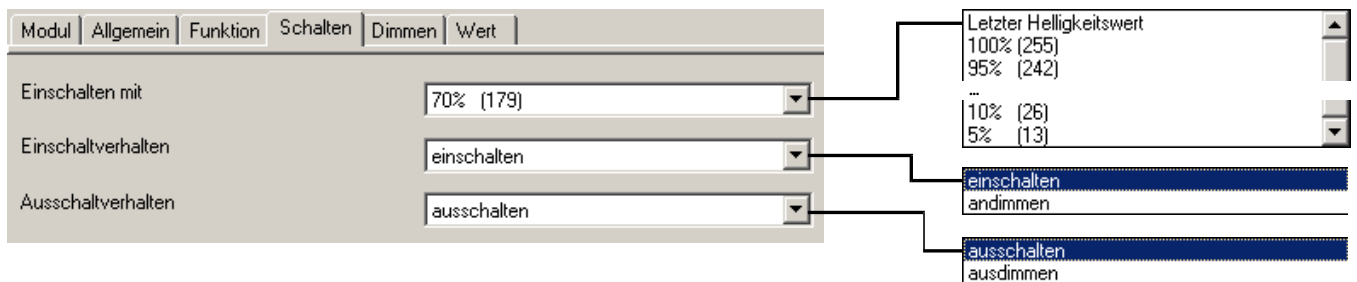 Modul Allgemein Funktion Schalten Dimmen Wert
Einschalten mit
70% (179)
Einschaltverhalten
einschalten
Ausschaltverhalten
ausschalten
Letzter Helligkeitswert
100% (255)
95% (242)
...
10% (26)
5% (13)
einschalten
andimmen
ausschalten
ausdimmen